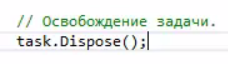 // Освобождение задачи.
task.Dispose();